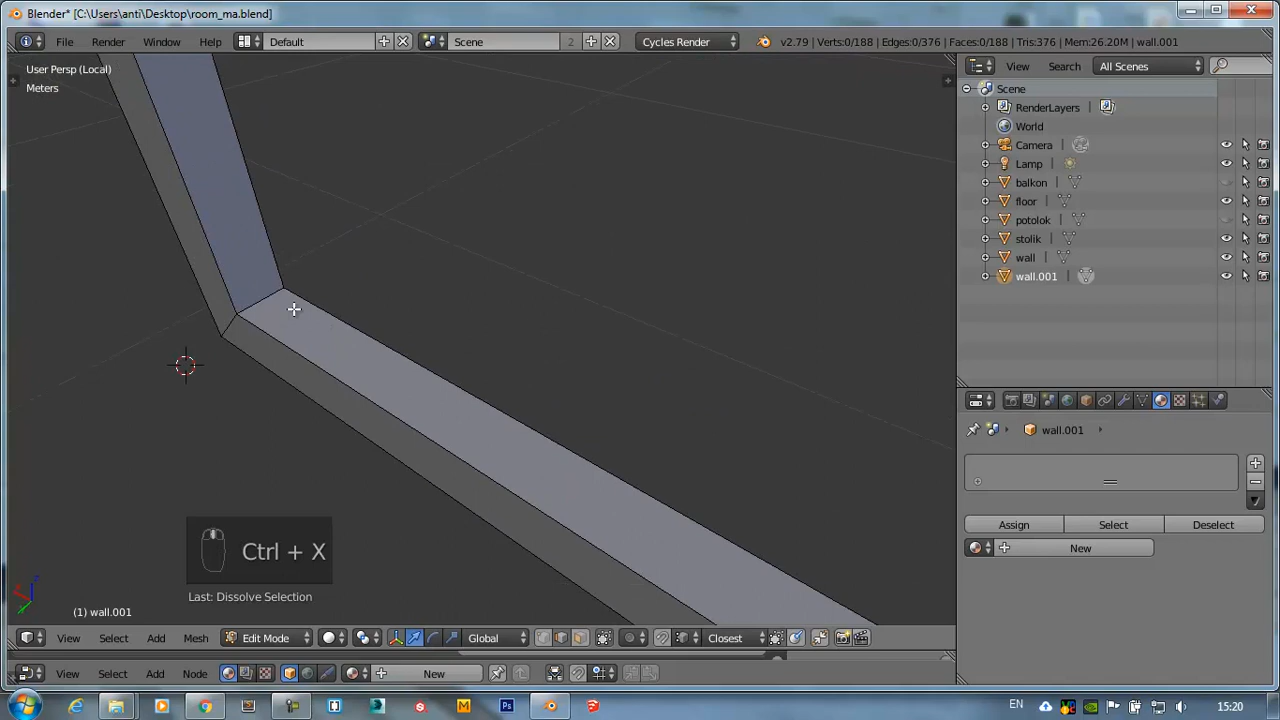 Blender* [C:\Users\anti\Desktop\room_ma.blend]
File Render Window Help Default Scene 2 Cycles Render v2.79 | Verts:0/188 | Edges:0/376 | Faces:0/188 | Tris:376 | Mem:26.20M | wall.001
User Persp (Local)
Meters
View Search All Scenes
Scene
RenderLayers
World
Camera
Lamp
balkon
floor
potolok
stolik
wall
wall.001
wall.001
Assign Select Deselect
New
Ctrl + X
Last: Dissolve Selection
(1) wall.001
View Select Add Mesh Edit Mode Global Closest
View Select Add Node New
EN 15:20